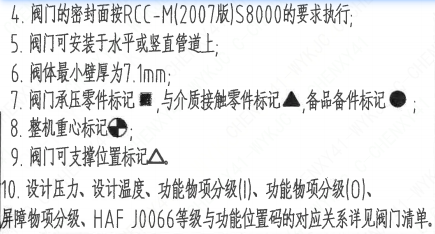 4. 阀门的密封面按RCC-M(2007版)S8000的要求执行;
5. 阀门可安装于水平或竖直管道上;
6. 阀体最小壁厚为7.1mm;
7. 阀门承压零件标记■,与介质接触零件标记▲,备品备件标记●;
8. 整机重心标记;
9. 阀门可支撑位置标记△。
10. 设计压力、设计温度、功能物项分级(I)、功能物项分级(O)、
屏障物项分级、HAF J0066等级与功能位置码的对应关系详见阀门清单。